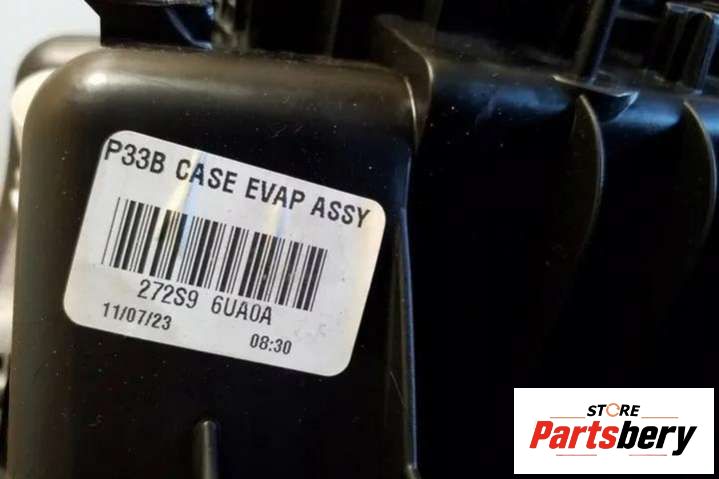 P33B CASE EVAP ASSY
272S9 6UA0A
11/07/23 08:30
STORE
Partsbery